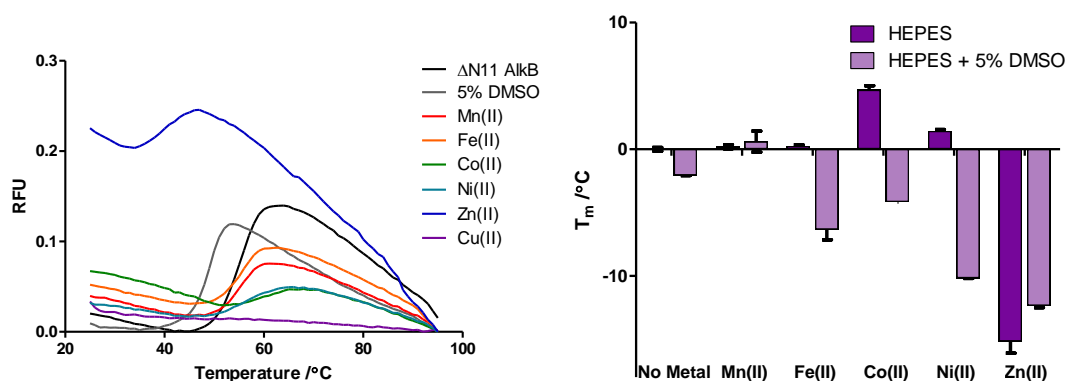 0.3
0.2
0.1
0.0
RFU
20
40
60
80
100
Temperature /°C
ΔN11 AlkB
5% DMSO
Mn(II)
Fe(II)
Co(II)
Ni(II)
Zn(II)
Cu(II)
10
0
-10
Tm /°C
HEPES
HEPES + 5% DMSO
No Metal Mn(II) Fe(II) Co(II) Ni(II) Zn(II)